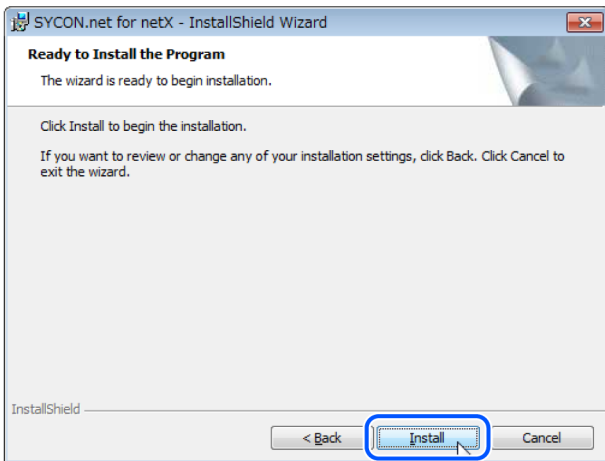 SYCON.net for netX - InstallShield Wizard
Ready to Install the Program
The wizard is ready to begin installation.
Click Install to begin the installation.
If you want to review or change any of your installation settings, click Back. Click Cancel to
exit the wizard.
InstallShield
< Back Install Cancel